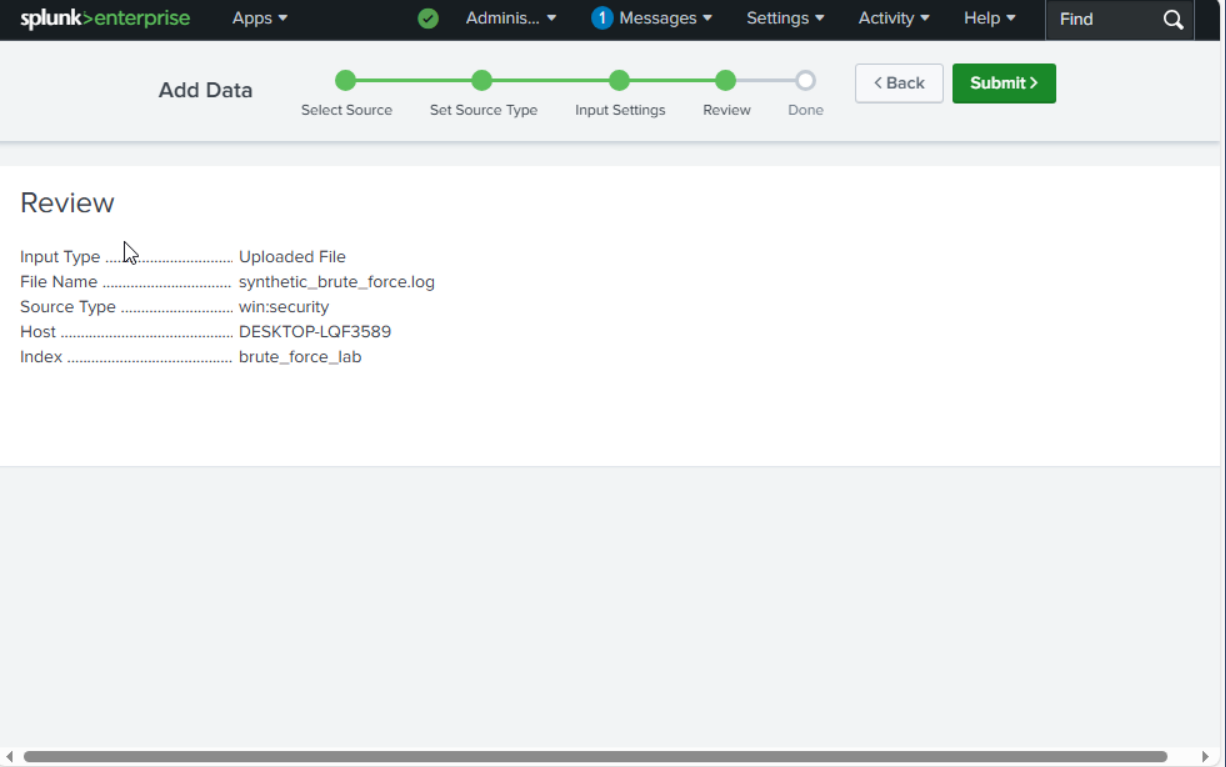 splunk>enterprise Apps Adminis... 1 Messages Settings Activity Help Find
Add Data
Select Source Set Source Type Input Settings Review Done
< Back Submit >
Review
Input Type ................................ Uploaded File
File Name ................................ synthetic_brute_force.log
Source Type ............................ win:security
Host ........................................... DESKTOP-LQF3589
Index ......................................... brute_force_lab